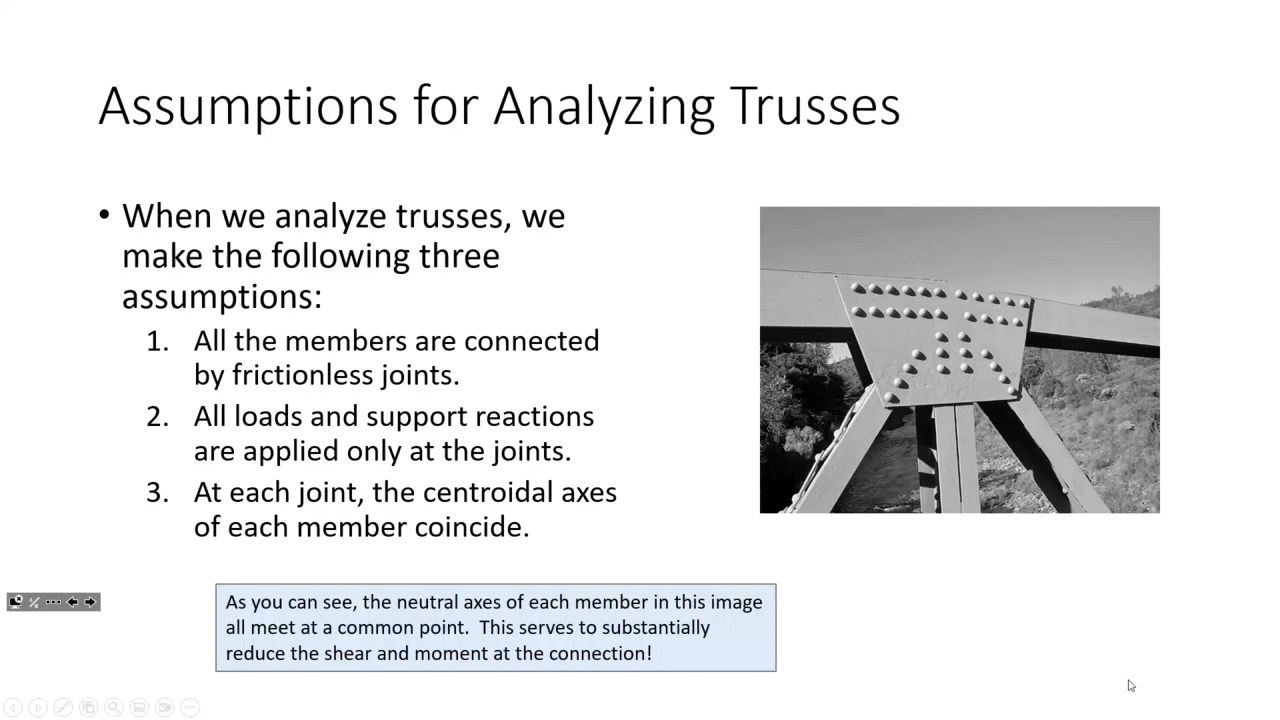 Assumptions for Analyzing Trusses
• When we analyze trusses, we
make the following three
assumptions:
1. All the members are connected
by frictionless joints.
2. All loads and support reactions
are applied only at the joints.
3. At each joint, the centroidal axes
of each member coincide.
As you can see, the neutral axes of each member in this image
all meet at a common point. This serves to substantially
reduce the shear and moment at the connection!